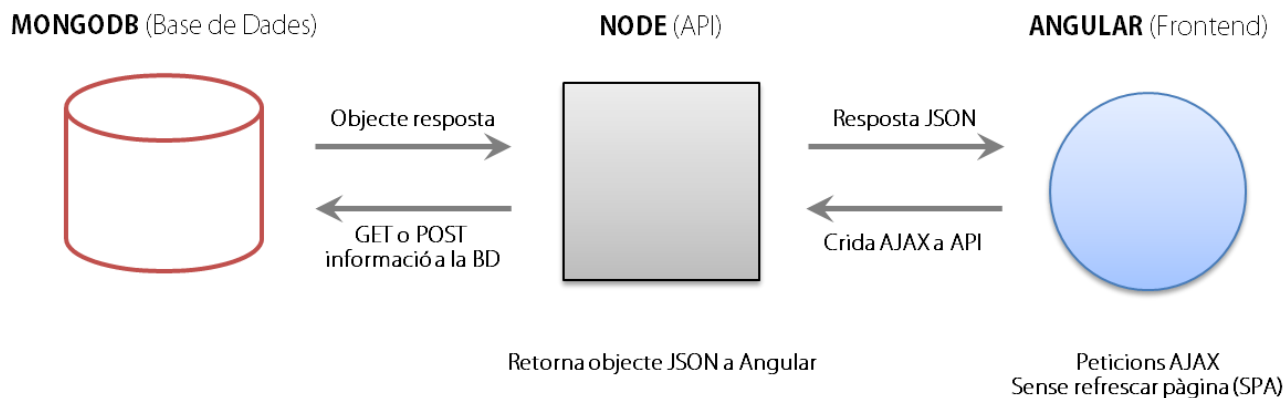 MONGODB (Base de Dades)
NODE (API)
ANGULAR (Frontend)
Objecte resposta
GET o POST
informació a la BD
Resposta JSON
Crida AJAX a API
Retorna objecte JSON a Angular
Peticions AJAX
Sense refrescar pàgina (SPA)